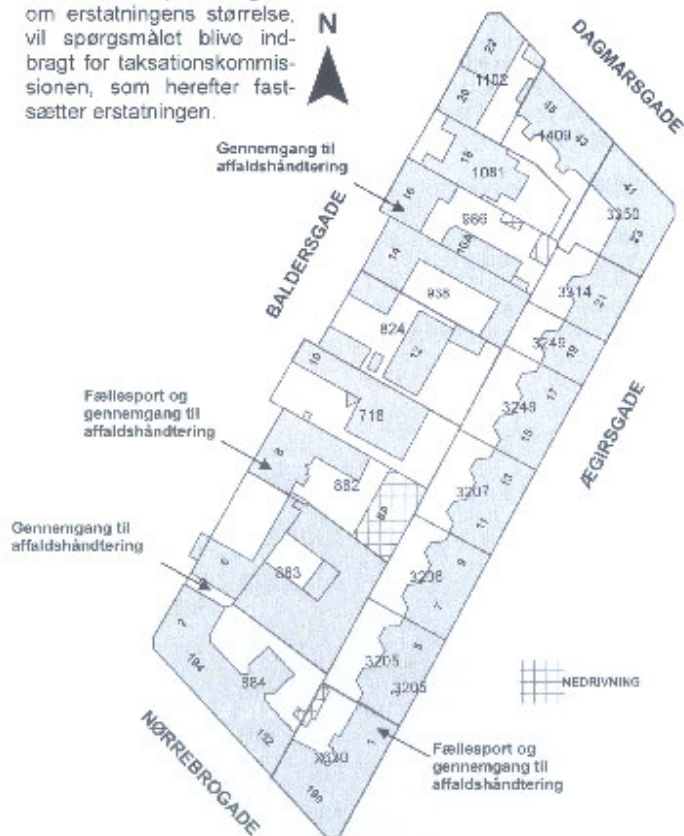 om erstatningens størrelse,
vil spørgsmålet blive ind-
bragt for taksationskommis-
sionen, som herefter fast-
sætter erstatningen.
N
DAGMARSGADE
22
1102
20
45
1409
43
Gennemgang til
affaldshåndtering
18
1081
41
3350
23
16
986
BALDERSGADE
16A
14
3314
21
938
824
12
3249
19
10
17
3248
15
718
ÆGIRSGADE
Fællesport og
gennemgang til
affaldshåndtering
8
882
8A
3207
13
11
Gennemgang til
affaldshåndtering
6
883
3206
9
7
2
194
3205
5
3205
884
NEDRIVNING
192
1
NØRREBROGADE
190
Fællesport og
gennemgang til
affaldshåndtering